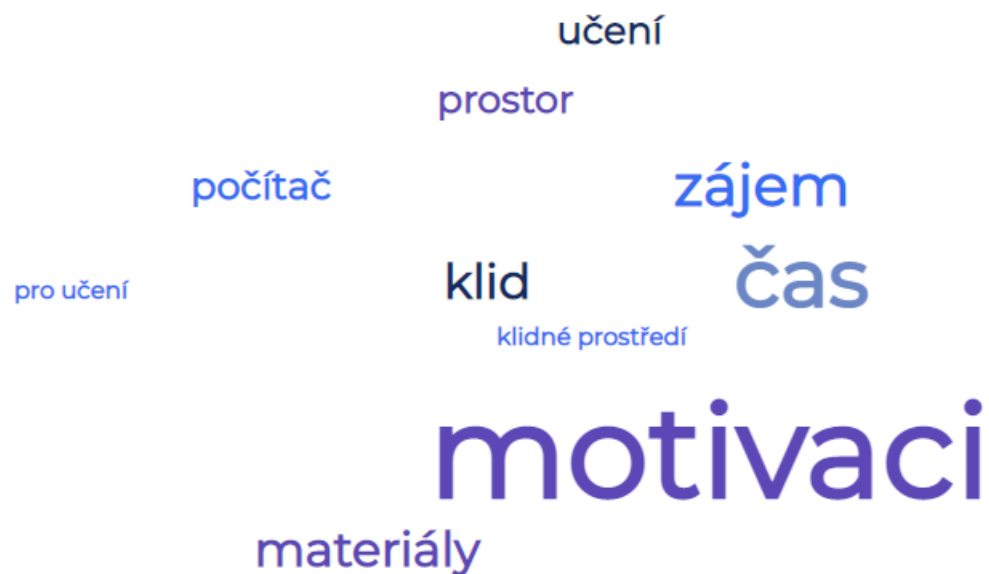 učení
prostor
počítač
zájem
klid
čas
pro učení
klidné prostředí
motivaci
materiály